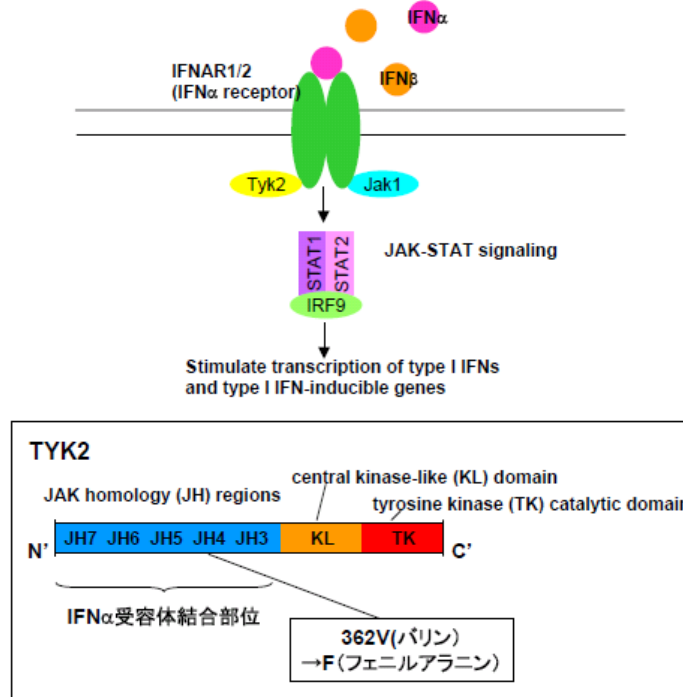 IFNα
IFNAR1/2
(IFNα receptor)
IFNβ
Tyk2
Jak1
STAT1
STAT2
JAK-STAT signaling
IRF9
Stimulate transcription of type I IFNs
and type I IFN-inducible genes
TYK2
central kinase-like (KL) domain
JAK homology (JH) regions
tyrosine kinase (TK) catalytic domain
N’ JH7 JH6 JH5 JH4 JH3 KL TK C’
IFNα受容体結合部位
362V(バリン)
→F(フェニルアラニン)